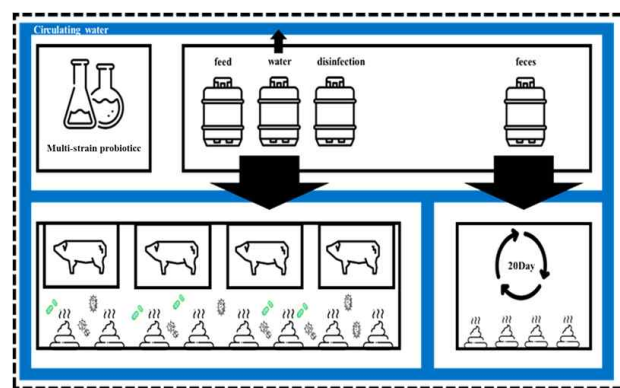 Circulating water
feed water disinfection feces
Multi-strain probioticc
20Day